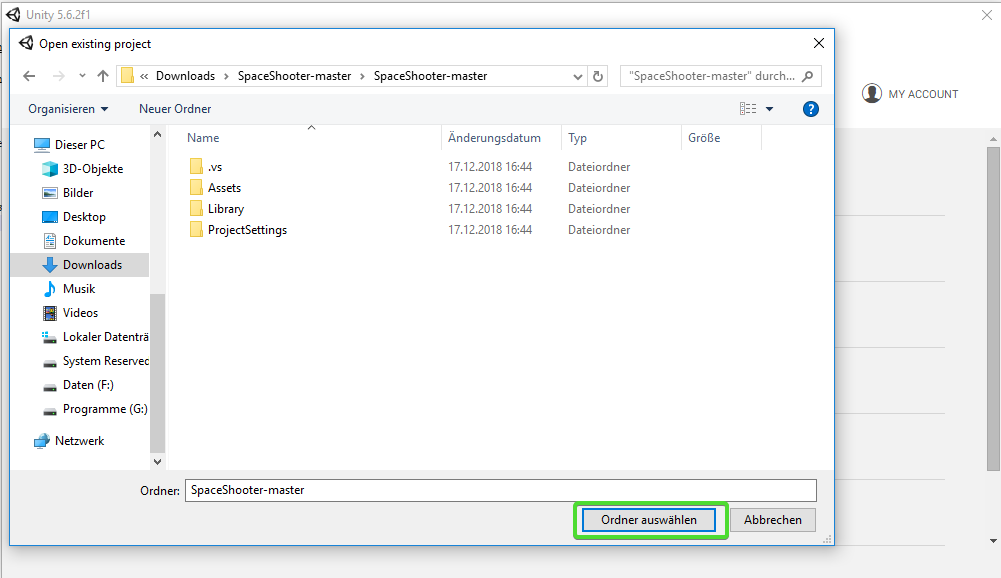 Unity 5.6.2f1
Open existing project
« Downloads › SpaceShooter-master › SpaceShooter-master
"SpaceShooter-master" durch...
MY ACCOUNT
Organisieren
Neuer Ordner
?
Name Änderungsdatum Typ Größe
Dieser PC
3D-Objekte
Bilder
Desktop
Dokumente
Downloads
Musik
Videos
Lokaler Datenträ
System Reserved
Daten (F:)
Programme (G:)
Netzwerk
.vs 17.12.2018 16:44 Dateiordner
Assets 17.12.2018 16:44 Dateiordner
Library 17.12.2018 16:44 Dateiordner
ProjectSettings 17.12.2018 16:44 Dateiordner
Ordner: SpaceShooter-master
Ordner auswählen
Abbrechen